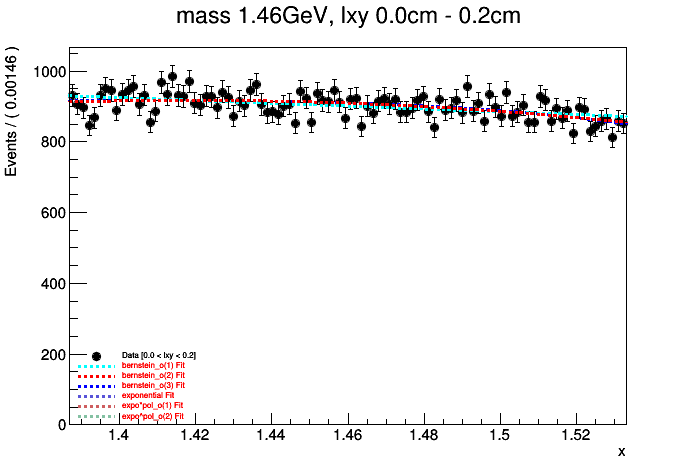 mass 1.46GeV, lxy 0.0cm - 0.2cm
Events / ( 0.00146 )
1000
800
600
400
200
0
Data [0.0 < lxy < 0.2]
bernstein_o(1) Fit
bernstein_o(2) Fit
bernstein_o(3) Fit
exponential Fit
expo*pol_o(1) Fit
expo*pol_o(2) Fit
1.4 1.42 1.44 1.46 1.48 1.5 1.52
x